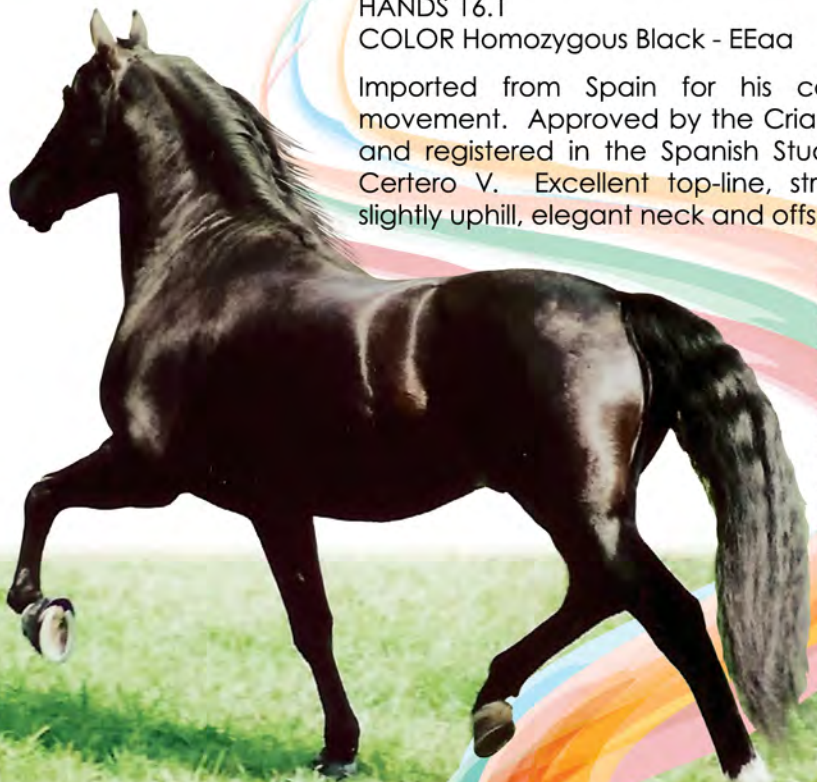 HANDS 16.1
COLOR Homozygous Black - EEaa
Imported from Spain for his
movement. Approved by the
and registered in the Spanish
Certero V. Excellent top-line,
slightly uphill, elegant neck and